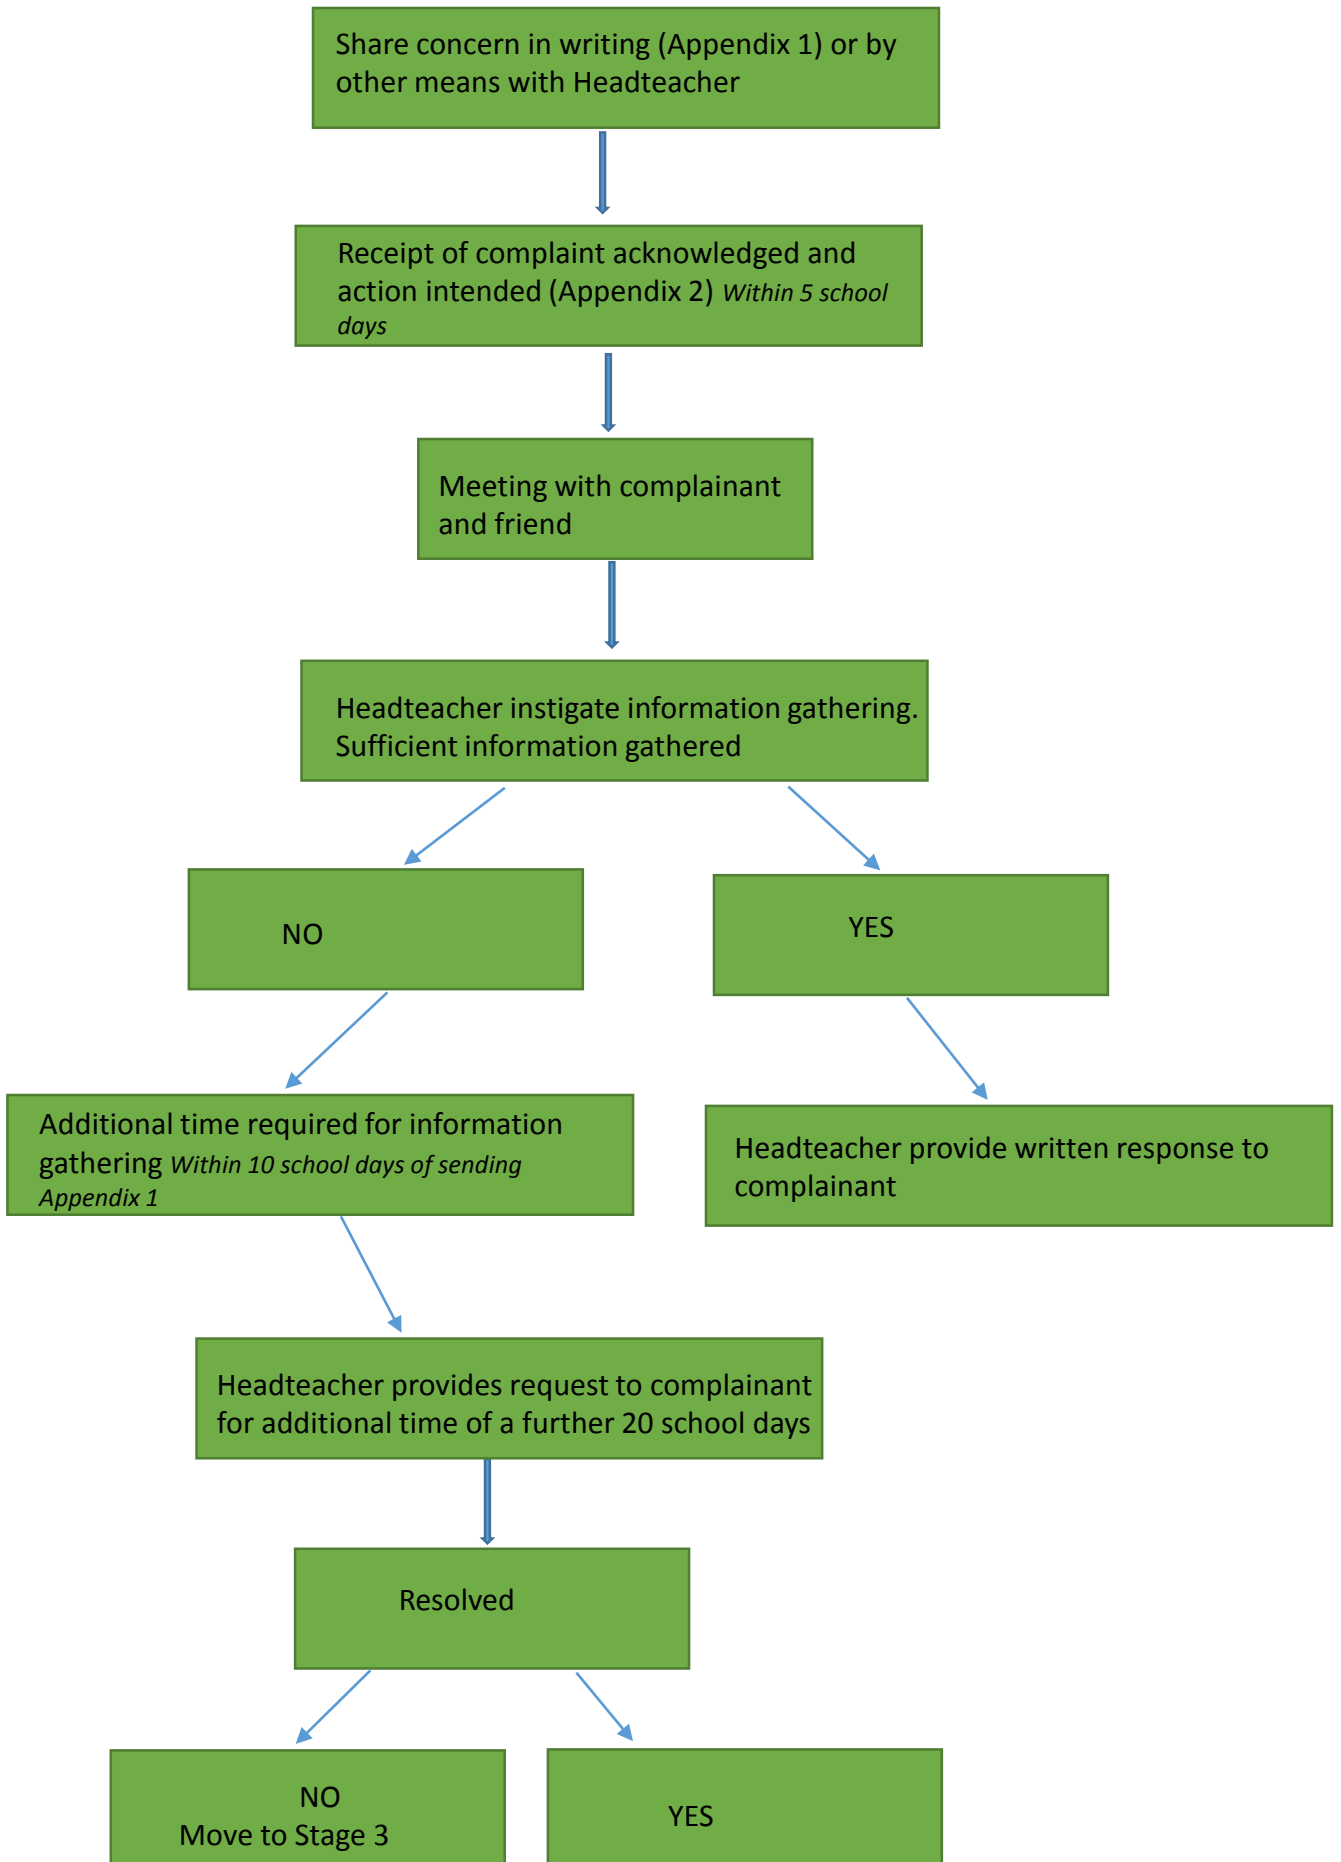 Share concern in writing (Appendix 1) or by
other means with Headteacher
Receipt of complaint acknowledged and
action intended (Appendix 2) Within 5 school
days
Meeting with complainant
and friend
Headteacher instigate information gathering.
Sufficient information gathered
NO
YES
Additional time required for information
gathering Within 10 school days of sending
Appendix 1
Headteacher provide written response to
complainant
Headteacher provides request to complainant
for additional time of a further 20 school days
Resolved
NO
Move to Stage 3
YES